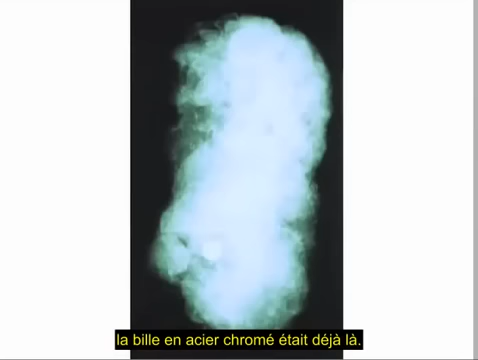 la bille en acier chromé était déjà là.